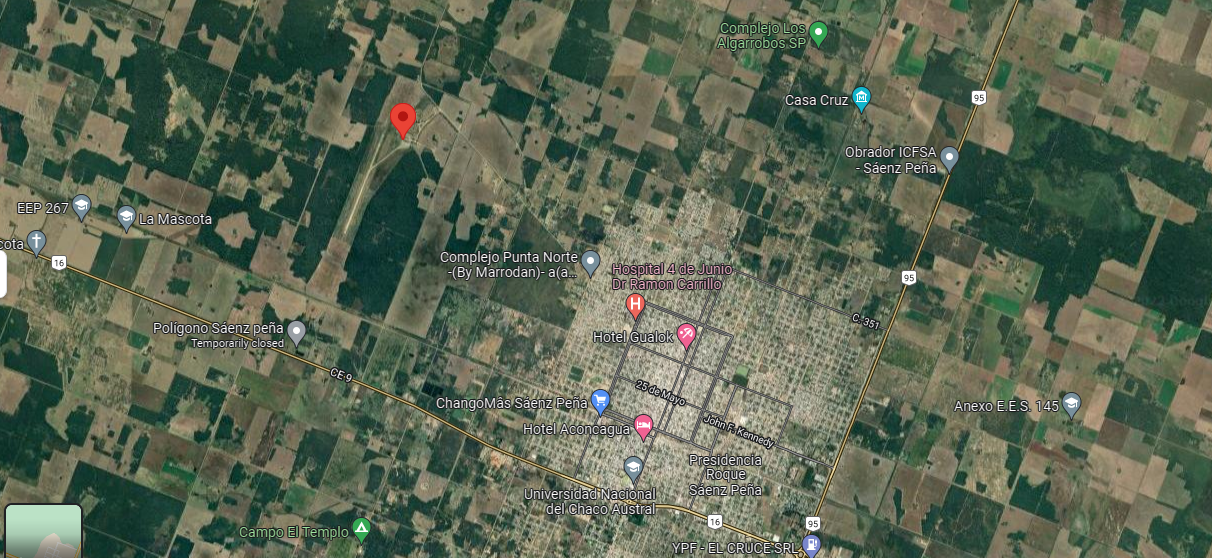 Complejo Los
Algarrobos SP
Casa Cruz
95
Obrador ICFSA
- Sáenz Peña
EEP 267
La Mascota
cota
16
Complejo Punta Norte
-(By Marrodan)- a(a...
Hospital 4 de Junio
Dr Ramon Carrillo
H
95
C. 351
Polígono Sáenz peña
Temporarily closed
Hotel Gualok
CE-9
25 de Mayo
ChangoMâs Sáenz Peña
Hotel Aconcagua
John F. Kennedy
Anexo E.E.S. 145
Presidencia
Roque
Sáenz Peña
Universidad Nacional
del Chaco Austral
Campo El Templo
16
95
YPF - EL CRUCE SRL